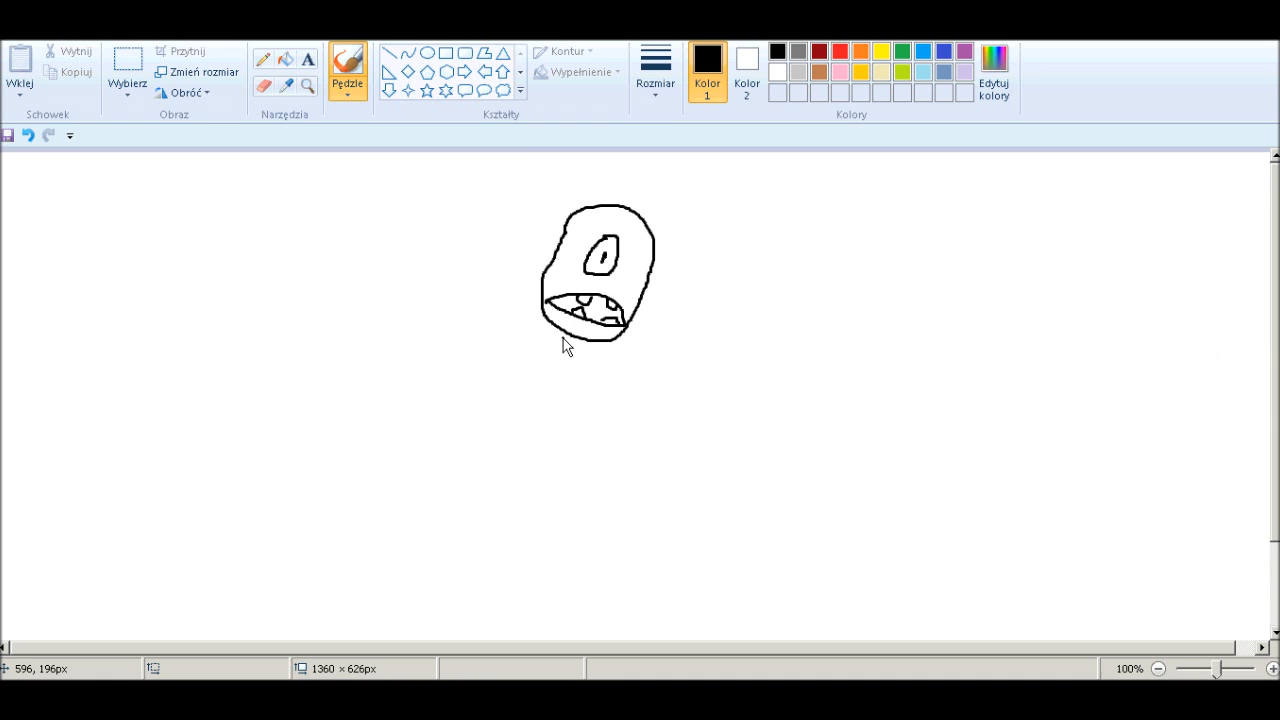 Wklej
Wytnij
Kopiuj
Schowek
Wybierz
Przytnij
Zmień rozmiar
Obróć
Obraz
A
Narzędzia
Pędzle
Kształty
Kontur
Wypełnienie
Rozmiar
Kolor
1
Kolor
2
Edytuj
kolory
Kolory
596, 196px
1360 × 626px
100%